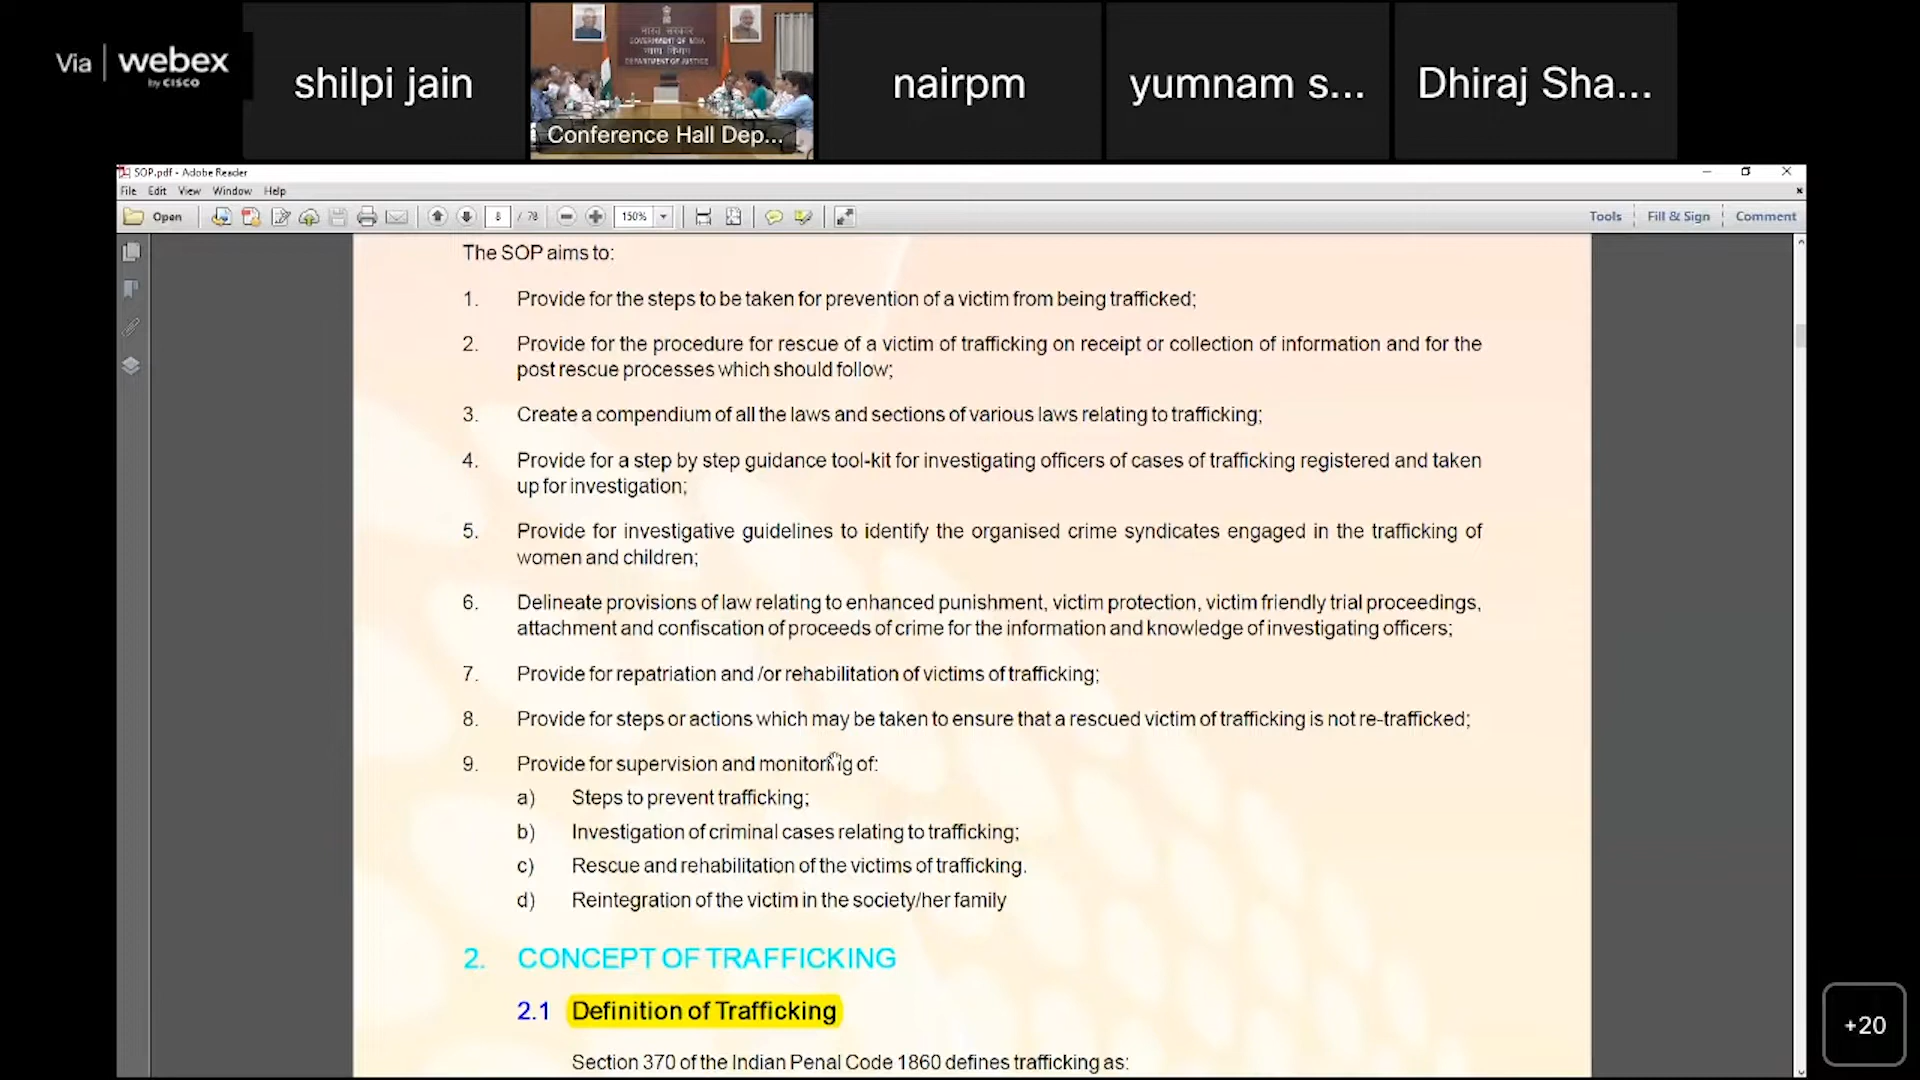 Via webex
by CISCO
shilpi jain
भारत सरकार
GOVERNMENT OF INDIA
न्याय विभाग
DEPARTMENT OF JUSTICE
Conference Hall Dep...
nairpm
yumnam s...
Dhiraj Sha...
SOP.pdf - Adobe Reader
File Edit View Window Help
Open 8 / 78 150% Tools Fill & Sign Comment
The SOP aims to:
1. Provide for the steps to be taken for prevention of a victim from being trafficked;
2. Provide for the procedure for rescue of a victim of trafficking on receipt or collection of information and for the
post rescue processes which should follow;
3. Create a compendium of all the laws and sections of various laws relating to trafficking;
4. Provide for a step by step guidance tool-kit for investigating officers of cases of trafficking registered and taken
up for investigation;
5. Provide for investigative guidelines to identify the organised crime syndicates engaged in the trafficking of
women and children;
6. Delineate provisions of law relating to enhanced punishment, victim protection, victim friendly trial proceedings,
attachment and confiscation of proceeds of crime for the information and knowledge of investigating officers;
7. Provide for repatriation and /or rehabilitation of victims of trafficking;
8. Provide for steps or actions which may be taken to ensure that a rescued victim of trafficking is not re-trafficked;
9. Provide for supervision and monitoring of:
a) Steps to prevent trafficking;
b) Investigation of criminal cases relating to trafficking;
c) Rescue and rehabilitation of the victims of trafficking.
d) Reintegration of the victim in the society/her family
2. CONCEPT OF TRAFFICKING
2.1 Definition of Trafficking
Section 370 of the Indian Penal Code 1860 defines trafficking as:
+20